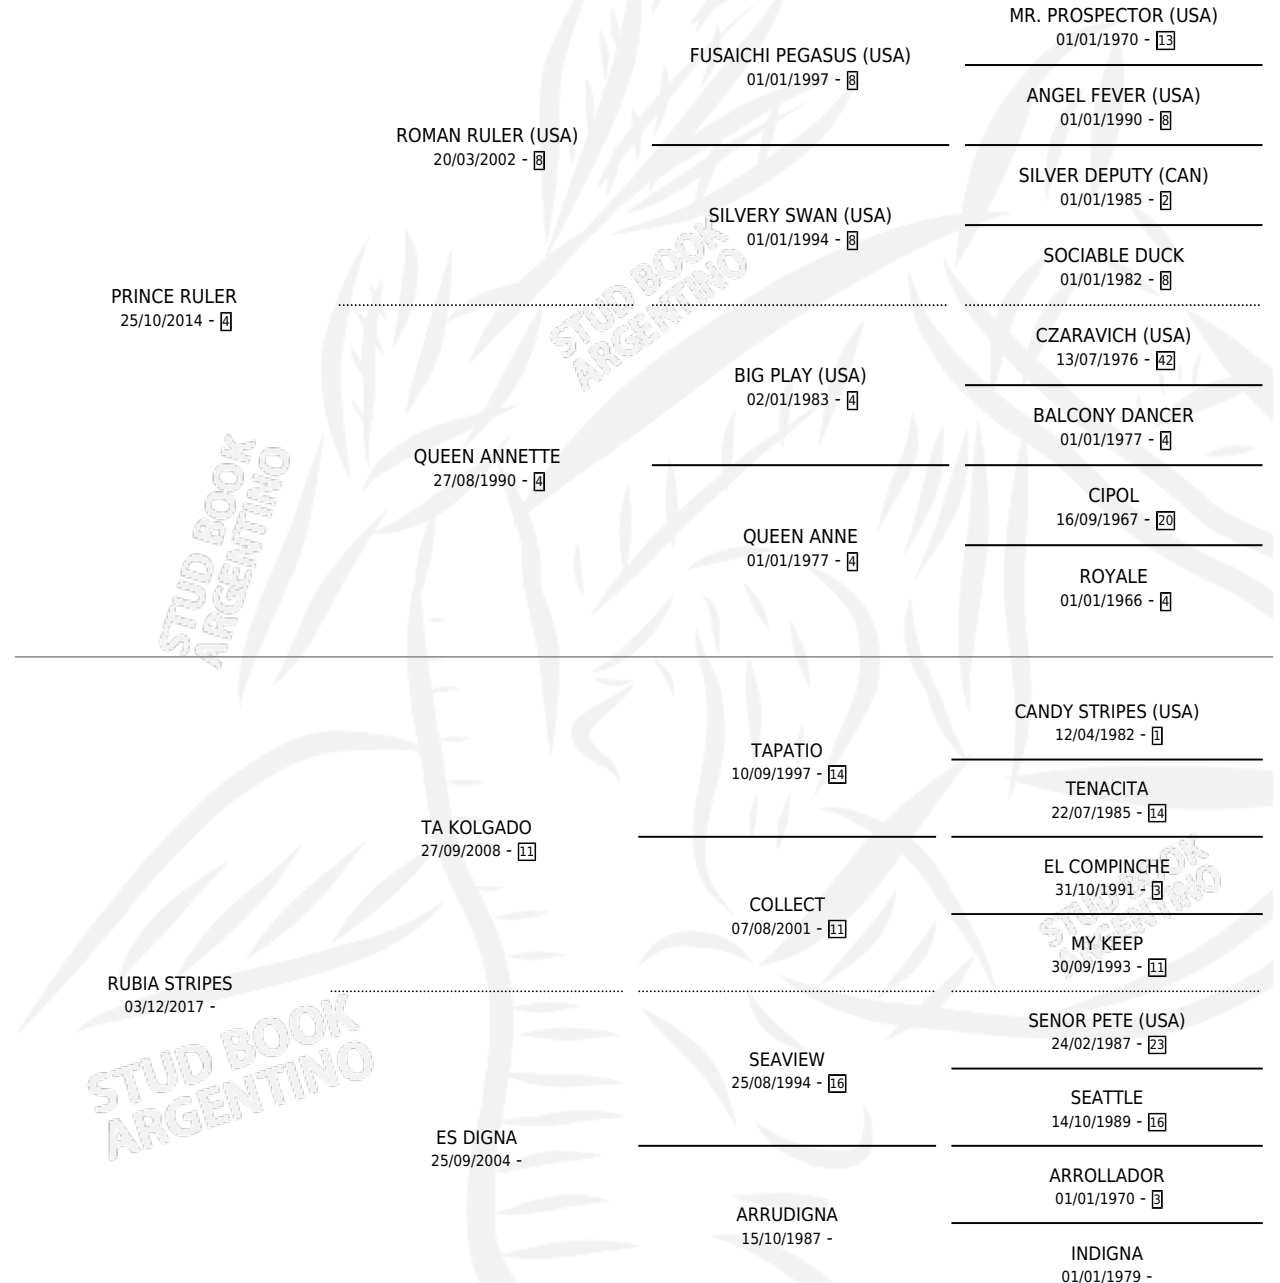 MR. PROSPECTOR (USA)
01/01/1970 - 13
FUSAICHI PEGASUS (USA)
01/01/1997 - 8
ANGEL FEVER (USA)
01/01/1990 - 8
ROMAN RULER (USA)
20/03/2002 - 8
SILVER DEPUTY (CAN)
01/01/1985 - 2
SILVERY SWAN (USA)
01/01/1994 - 8
SOCIABLE DUCK
01/01/1982 - 8
PRINCE RULER
25/10/2014 - 4
CZARAVICH (USA)
13/07/1976 - 42
BIG PLAY (USA)
02/01/1983 - 4
BALCONY DANCER
01/01/1977 - 4
QUEEN ANNETTE
27/08/1990 - 4
CIPOL
16/09/1967 - 20
QUEEN ANNE
01/01/1977 - 4
ROYALE
01/01/1966 - 4
STUD BOOK
ARGENTINO
STUD BOOK
ARGENTINO
CANDY STRIPES (USA)
12/04/1982 - 1
TAPATIO
10/09/1997 - 14
TENACITA
22/07/1985 - 14
TA KOLGADO
27/09/2008 - 11
EL COMPINCHE
31/10/1991 - 3
COLLECT
07/08/2001 - 11
MY KEEP
30/09/1993 - 11
RUBIA STRIPES
03/12/2017 -
SENOR PETE (USA)
24/02/1987 - 23
SEAVIEW
25/08/1994 - 16
SEATTLE
14/10/1989 - 16
ES DIGNA
25/09/2004 -
ARROLLADOR
01/01/1970 - 3
ARRUDIGNA
15/10/1987 -
INDIGNA
01/01/1979 -
STUD BOOK
ARGENTINO
STUD BOOK
ARGENTINO